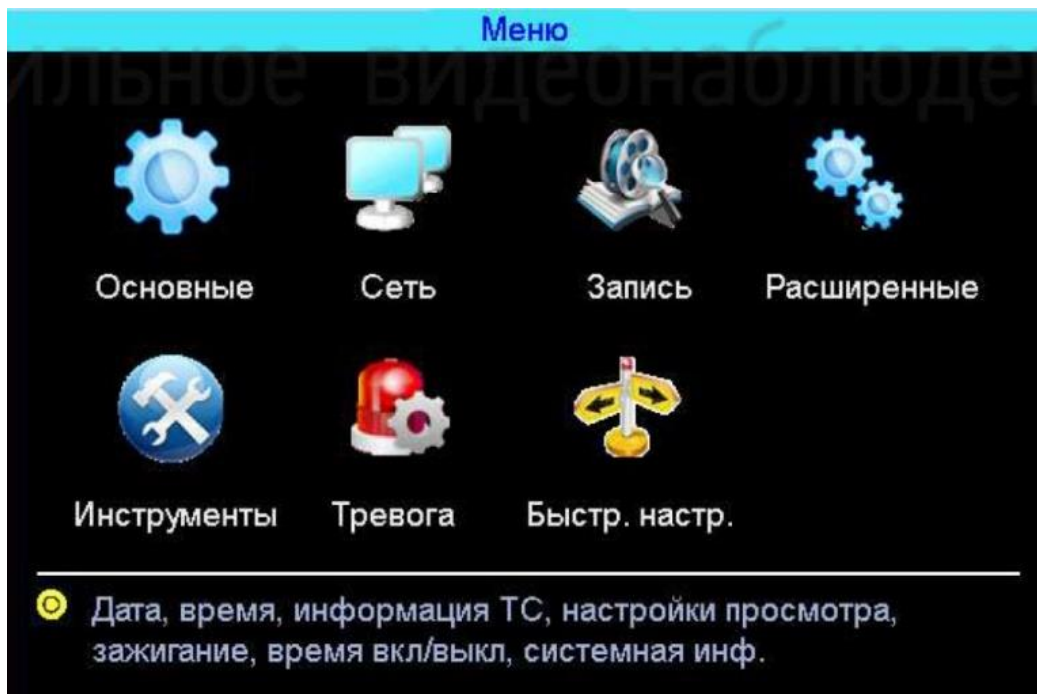 Меню
видеонаблюде
Основные Сеть Запись Расширенные
Инструменты Тревога Быстр. настр.
Дата, время, информация ТС, настройки просмотра,
зажигание, время вкл/выкл, системная инф.